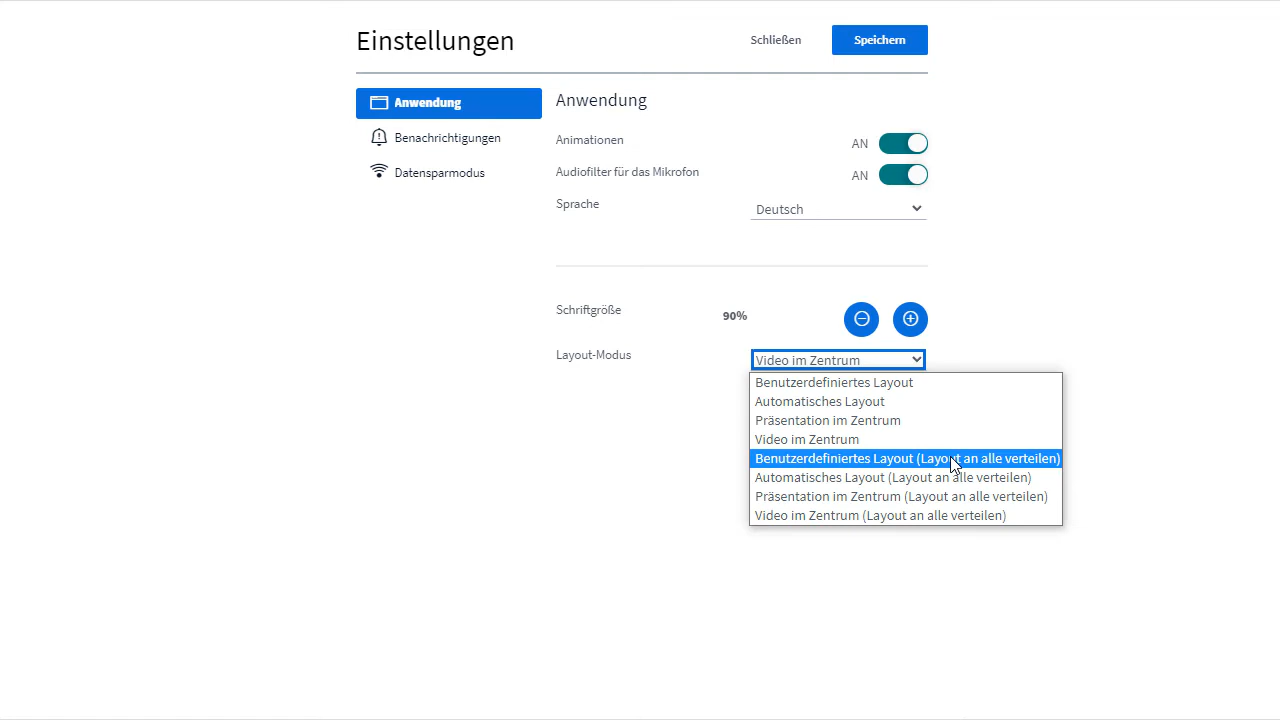 Einstellungen
Schließen
Speichern
Anwendung
Benachrichtigungen
Datensparmodus
Anwendung
Animationen
AN
Audiofilter für das Mikrofon
AN
Sprache
Deutsch
Schriftgröße
90%
Layout-Modus
Video im Zentrum
Benutzerdefiniertes Layout
Automatisches Layout
Präsentation im Zentrum
Video im Zentrum
Benutzerdefiniertes Layout (Layout an alle verteilen)
Automatisches Layout (Layout an alle verteilen)
Präsentation im Zentrum (Layout an alle verteilen)
Video im Zentrum (Layout an alle verteilen)